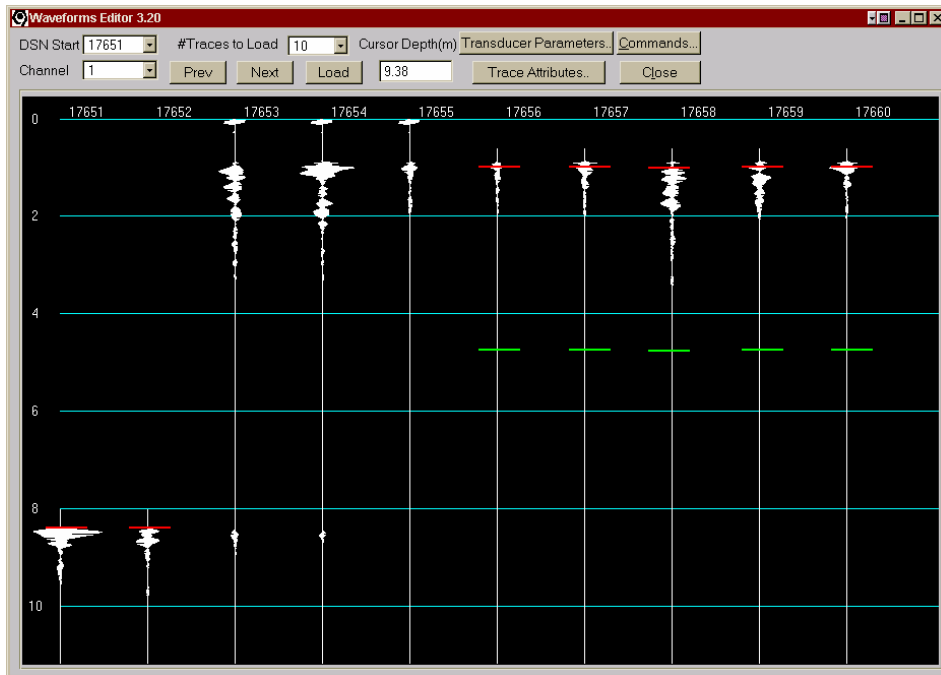 Waveforms Editor 3.20
DSN Start 17651 #Traces to Load 10 Cursor Depth(m) Transducer Parameters.. Commands...
Channel 1 Prev Next Load 9.38 Trace Attributes.. Close
17651 17652 17653 17654 17655 17656 17657 17658 17659 17660
0
2
4
6
8
10